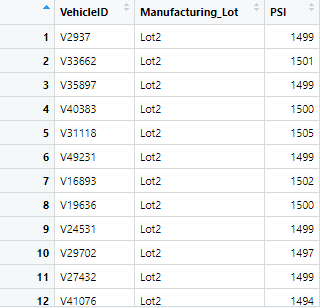 VehicleID Manufacturing_Lot PSI
1 V2937 Lot2 1499
2 V33662 Lot2 1501
3 V35897 Lot2 1499
4 V40383 Lot2 1500
5 V31118 Lot2 1505
6 V49231 Lot2 1499
7 V16893 Lot2 1502
8 V19636 Lot2 1500
9 V24531 Lot2 1499
10 V29702 Lot2 1497
11 V27432 Lot2 1499
12 V41076 Lot2 1494